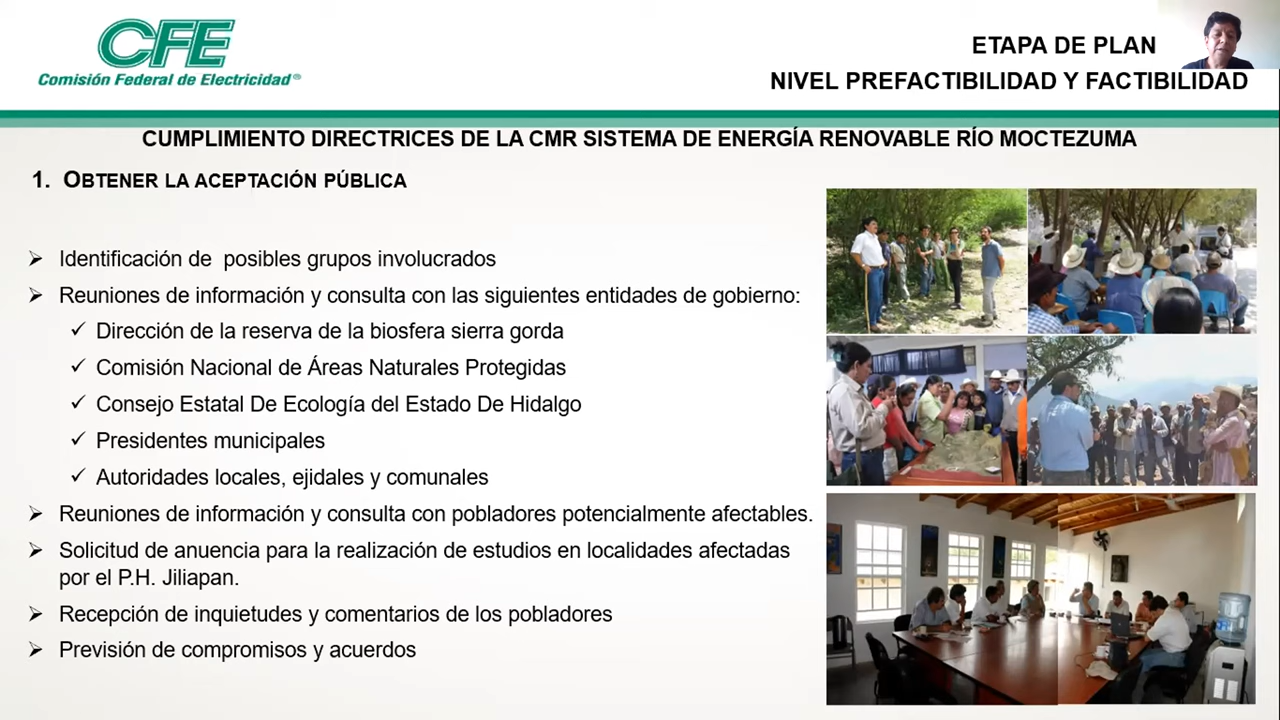 CFE
Comisión Federal de Electricidad®
ETAPA DE PLAN
NIVEL PREFACTIBILIDAD Y FACTIBILIDAD
CUMPLIMIENTO DIRECTRICES DE LA CMR SISTEMA DE ENERGÍA RENOVABLE RÍO MOCTEZUMA
1. OBTENER LA ACEPTACIÓN PÚBLICA
➢ Identificación de posibles grupos involucrados
➢ Reuniones de información y consulta con las siguientes entidades de gobierno:
✓ Dirección de la reserva de la biosfera sierra gorda
✓ Comisión Nacional de Áreas Naturales Protegidas
✓ Consejo Estatal De Ecología del Estado De Hidalgo
✓ Presidentes municipales
✓ Autoridades locales, ejidales y comunales
➢ Reuniones de información y consulta con pobladores potencialmente afectables.
➢ Solicitud de anuencia para la realización de estudios en localidades afectadas
por el P.H. Jiliapan.
➢ Recepción de inquietudes y comentarios de los pobladores
➢ Previsión de compromisos y acuerdos